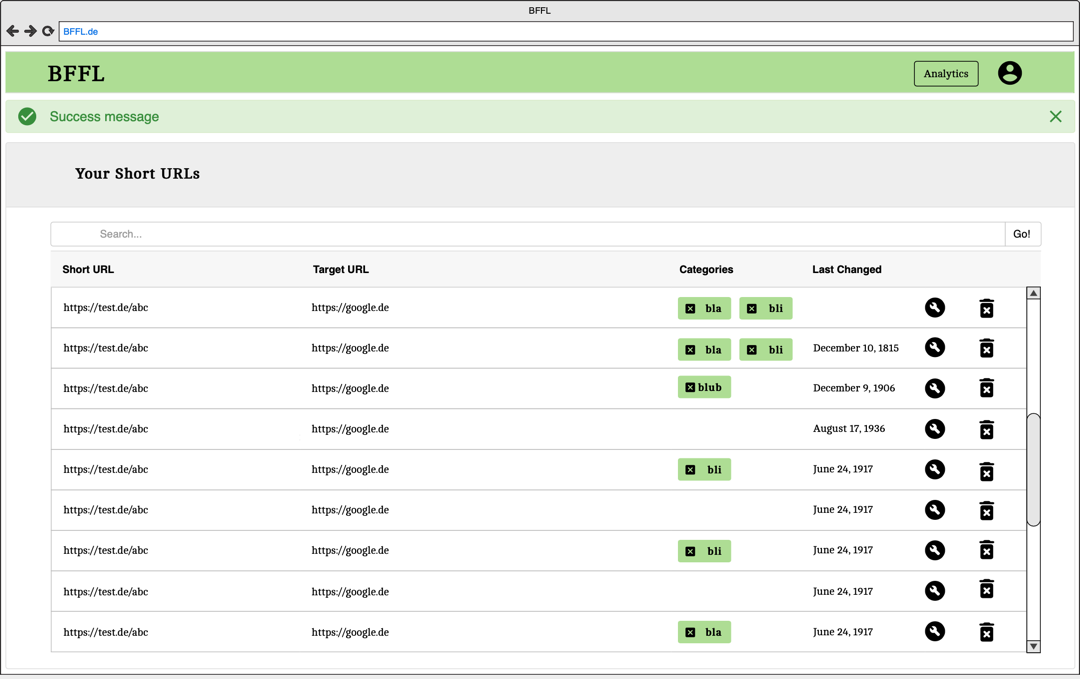 BFFL
BFFL.de
BFFL
Analytics
Success message
Your Short URLs
Search...
Go!
Short URL Target URL Categories Last Changed
https://test.de/abc https://google.de bla bli
https://test.de/abc https://google.de bla bli December 10, 1815
https://test.de/abc https://google.de blub December 9, 1906
https://test.de/abc https://google.de August 17, 1936
https://test.de/abc https://google.de bli June 24, 1917
https://test.de/abc https://google.de June 24, 1917
https://test.de/abc https://google.de bli June 24, 1917
https://test.de/abc https://google.de June 24, 1917
https://test.de/abc https://google.de bla June 24, 1917